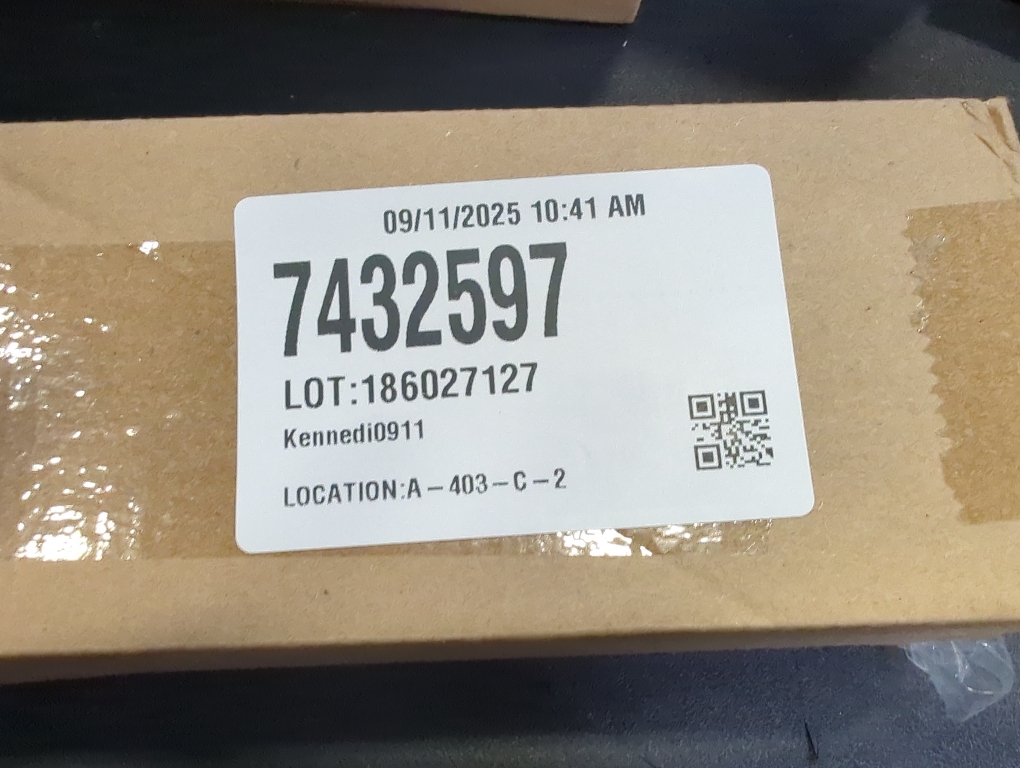 09/11/2025 10:41 AM
7432597
LOT:186027127
Kennedi0911
LOCATION:A-403-C-2